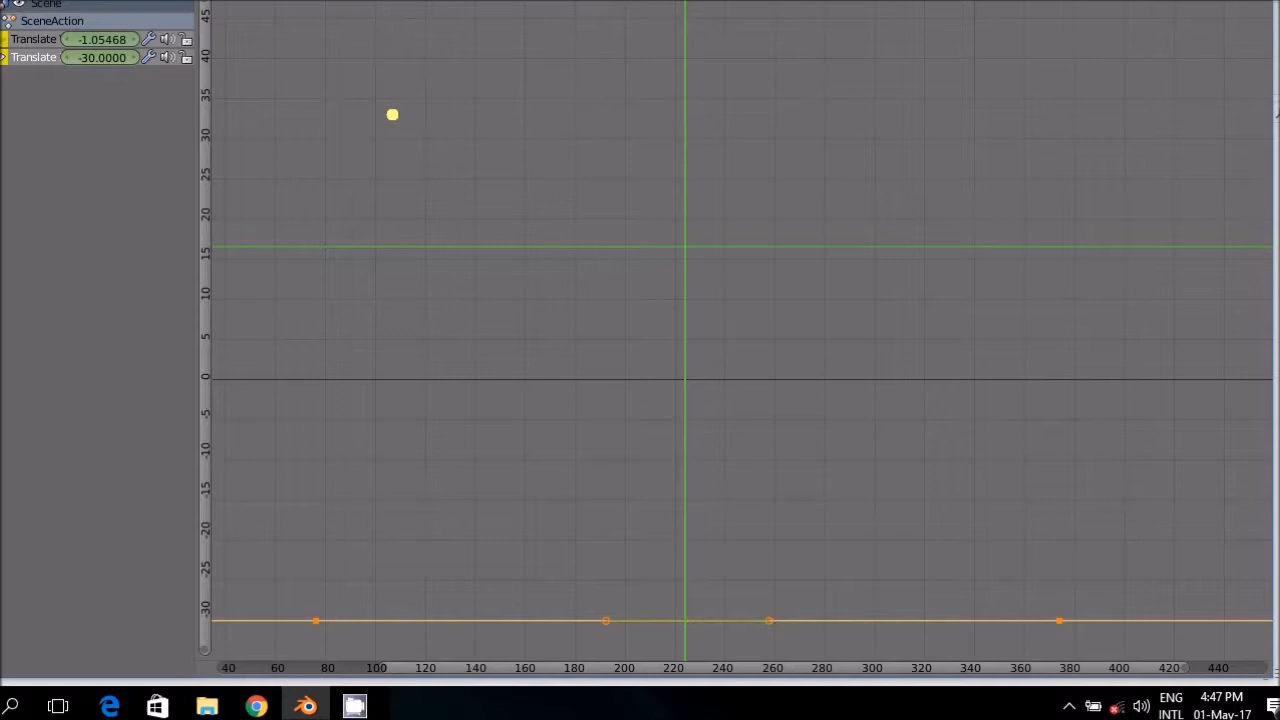 Scene
SceneAction
Translate -1.05468
Translate -30.0000
45
40
35
30
25
20
15
10
5
0
-5
-10
-15
-20
-25
-30
40 60 80 100 120 140 160 180 200 220 240 260 280 300 320 340 360 380 400 420 440
ENG 4:47 PM
INTL 01-May-17